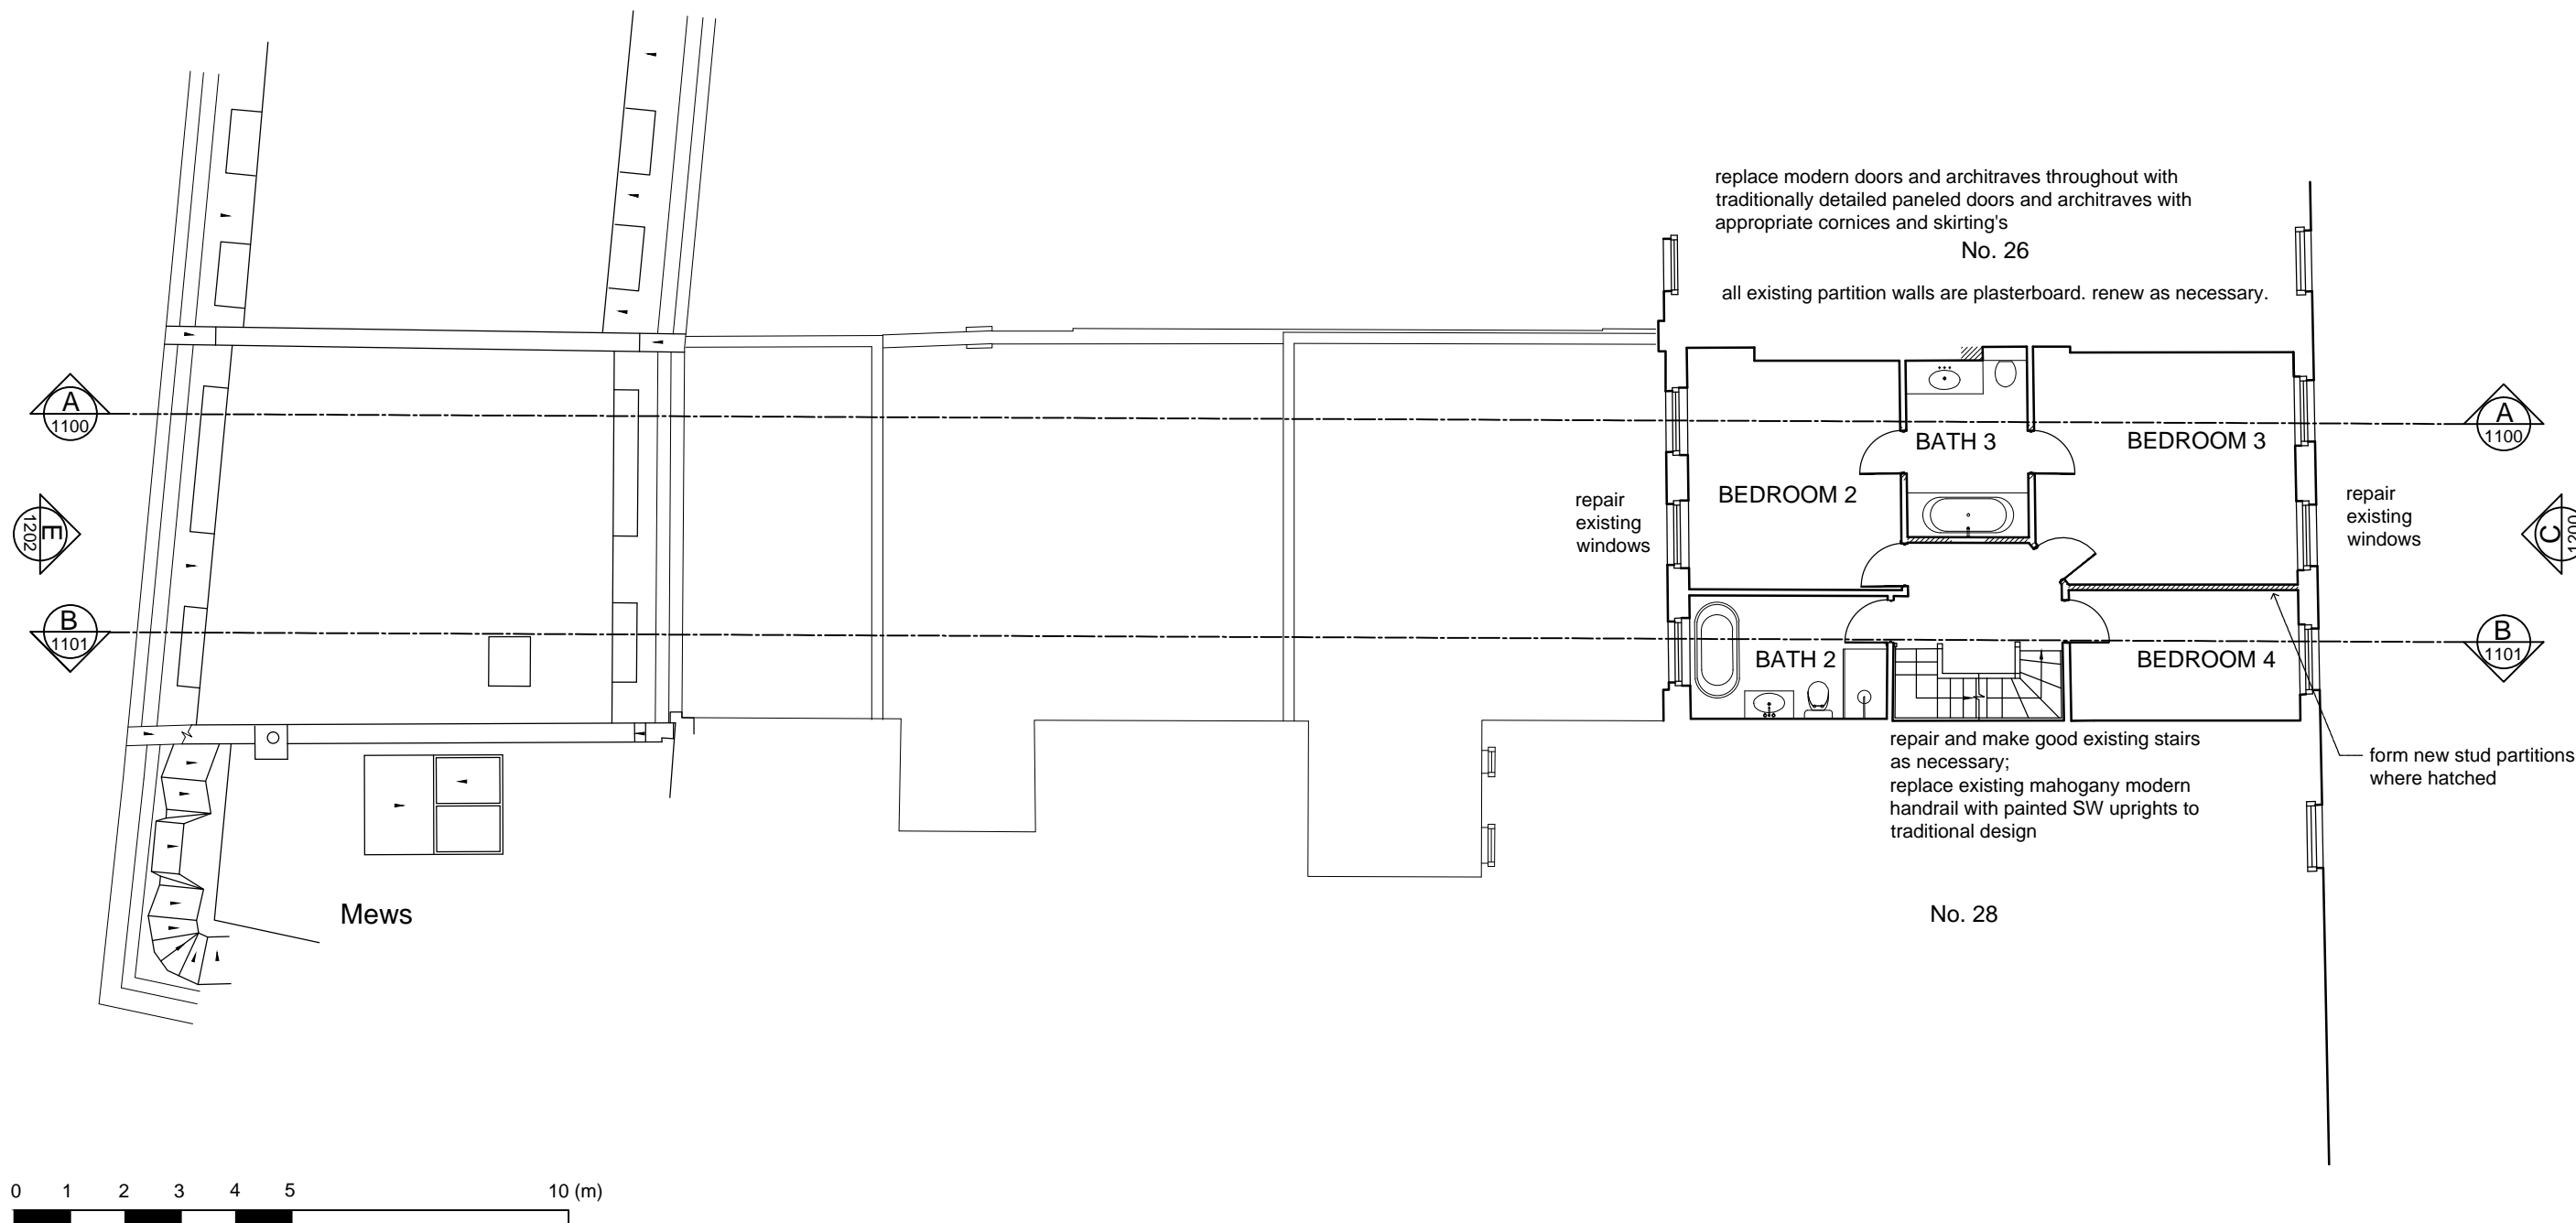 replace modern doors and architraves throughout with
traditionally detailed paneled doors and architraves with
appropriate cornices and skirting's
No. 26
all existing partition walls are plasterboard. renew as necessary.
A
1100
A
1100
BATH 3
BEDROOM 3
BEDROOM 2
repair
existing
windows
repair
existing
windows
E
1202
C
1200
B
1101
B
1101
BATH 2
BEDROOM 4
repair and make good existing stairs
as necessary;
replace existing mahogany modern
handrail with painted SW uprights to
traditional design
form new stud partitions
where hatched
Mews
No. 28
0 1 2 3 4 5 10 (m)